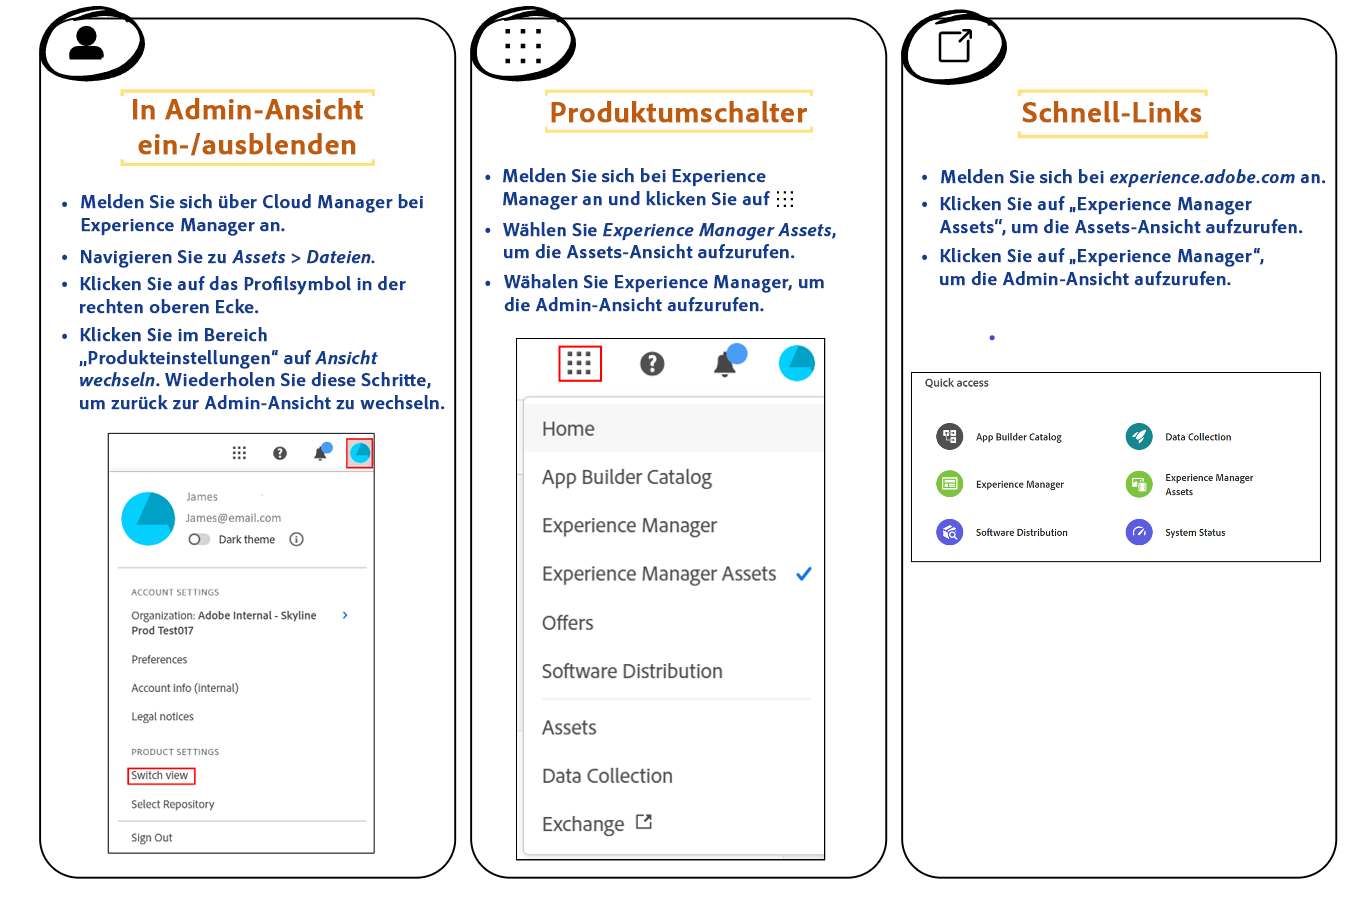 In Admin-Ansicht
ein-/ausblenden
• Melden Sie sich über Cloud Manager bei
Experience Manager an.
• Navigieren Sie zu Assets > Dateien.
• Klicken Sie auf das Profilsymbol in der
rechten oberen Ecke.
• Klicken Sie im Bereich
„Produkteinstellungen“ auf Ansicht
wechseln. Wiederholen Sie diese Schritte,
um zurück zur Admin-Ansicht zu wechseln.
James
James@email.com
Dark theme
ACCOUNT SETTINGS
Organization: Adobe Internal - Skyline
Prod Test017
Preferences
Account info (internal)
Legal notices
PRODUCT SETTINGS
Switch view
Select Repository
Sign Out
Produktumschalter
• Melden Sie sich bei Experience
Manager an und klicken Sie auf
• Wählen Sie Experience Manager Assets,
um die Assets-Ansicht aufzurufen.
• Wähalen Sie Experience Manager, um
die Admin-Ansicht aufzurufen.
Home
App Builder Catalog
Experience Manager
Experience Manager Assets
Offers
Software Distribution
Assets
Data Collection
Exchange
Schnell-Links
• Melden Sie sich bei experience.adobe.com an.
• Klicken Sie auf „Experience Manager
Assets“, um die Assets-Ansicht aufzurufen.
• Klicken Sie auf „Experience Manager“,
um die Admin-Ansicht aufzurufen.
•
Quick access
App Builder Catalog
Data Collection
Experience Manager
Experience Manager
Assets
Software Distribution
System Status